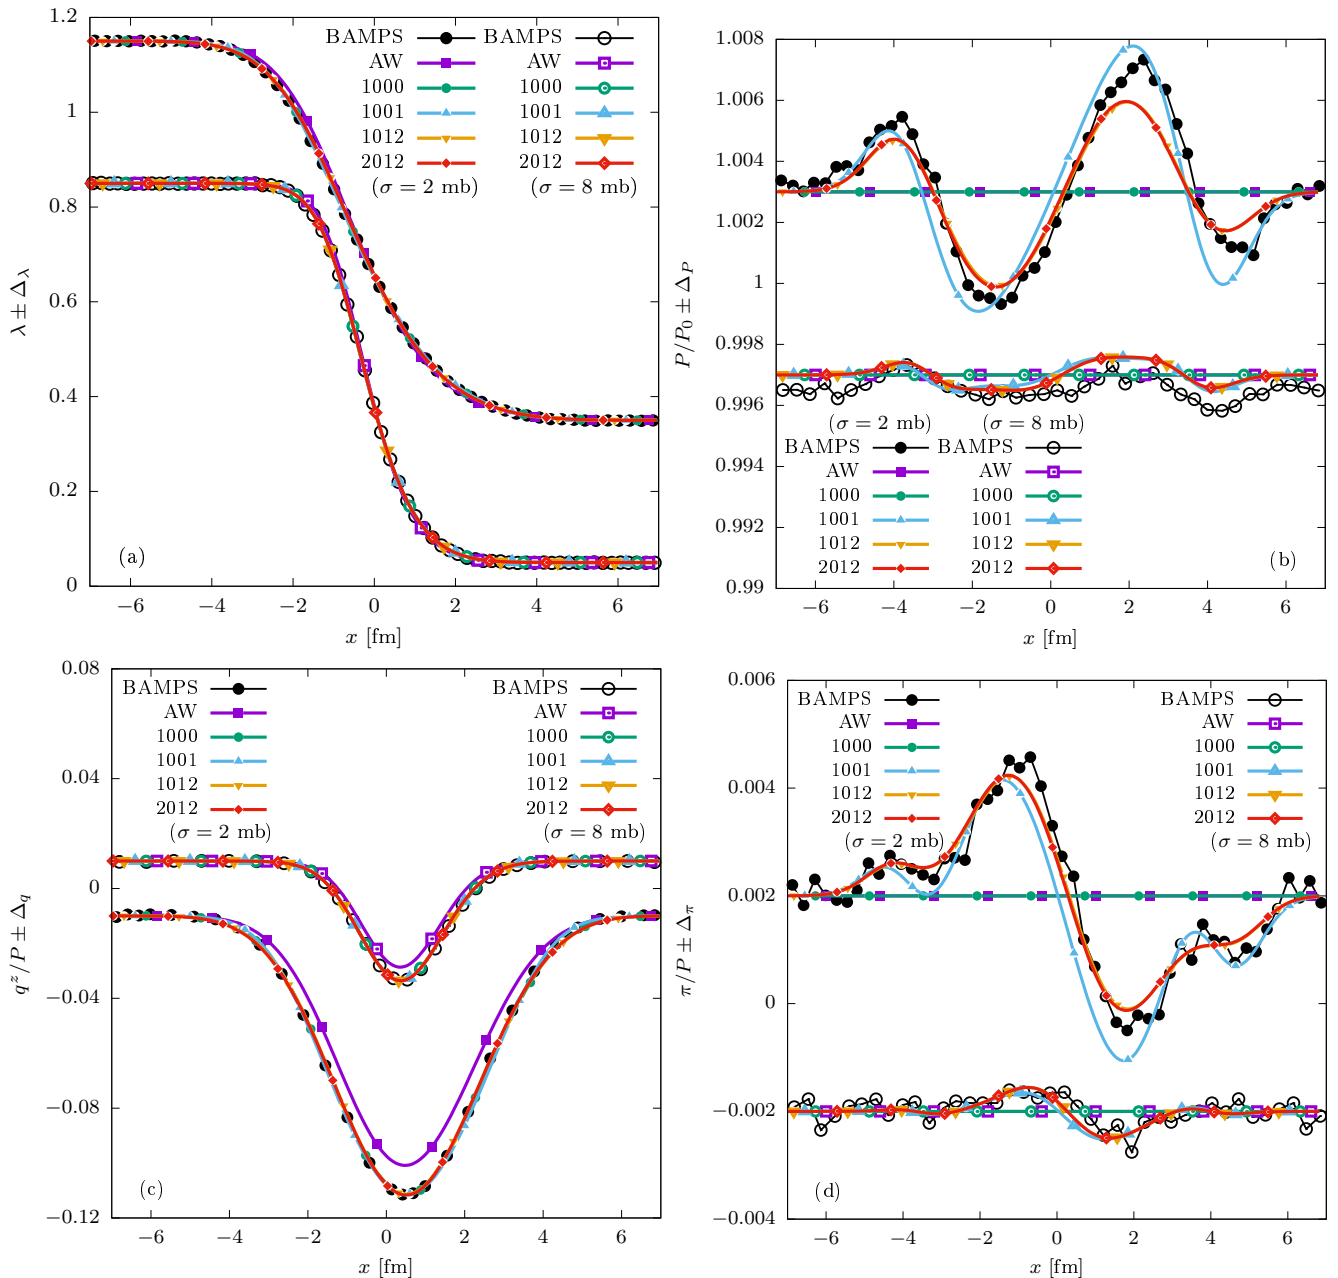 1.2
1
0.8
0.6
0.4
0.2
0
−6 −4 −2 0 2 4 6
λ ± Δλ
x [fm]
BAMPS BAMPS
AW AW
1000 1000
1001 1001
1012 1012
2012 2012
(σ = 2 mb) (σ = 8 mb)
(a)
1.008
1.006
1.004
1.002
1
0.998
0.996
0.994
0.992
0.99
−6 −4 −2 0 2 4 6
P/P₀ ± Δ_P
x [fm]
(σ = 2 mb) (σ = 8 mb)
BAMPS BAMPS
AW AW
1000 1000
1001 1001
1012 1012
2012 2012
(b)
0.08
0.04
0
−0.04
−0.08
−0.12
−6 −4 −2 0 2 4 6
q^z/P ± Δ_q
x [fm]
BAMPS BAMPS
AW AW
1000 1000
1001 1001
1012 1012
2012 2012
(σ = 2 mb) (σ = 8 mb)
(c)
0.006
0.004
0.002
0
−0.002
−0.004
−6 −4 −2 0 2 4 6
π/P ± Δ_π
x [fm]
BAMPS BAMPS
AW AW
1000 1000
1001 1001
1012 1012
2012 2012
(σ = 2 mb) (σ = 8 mb)
(d)